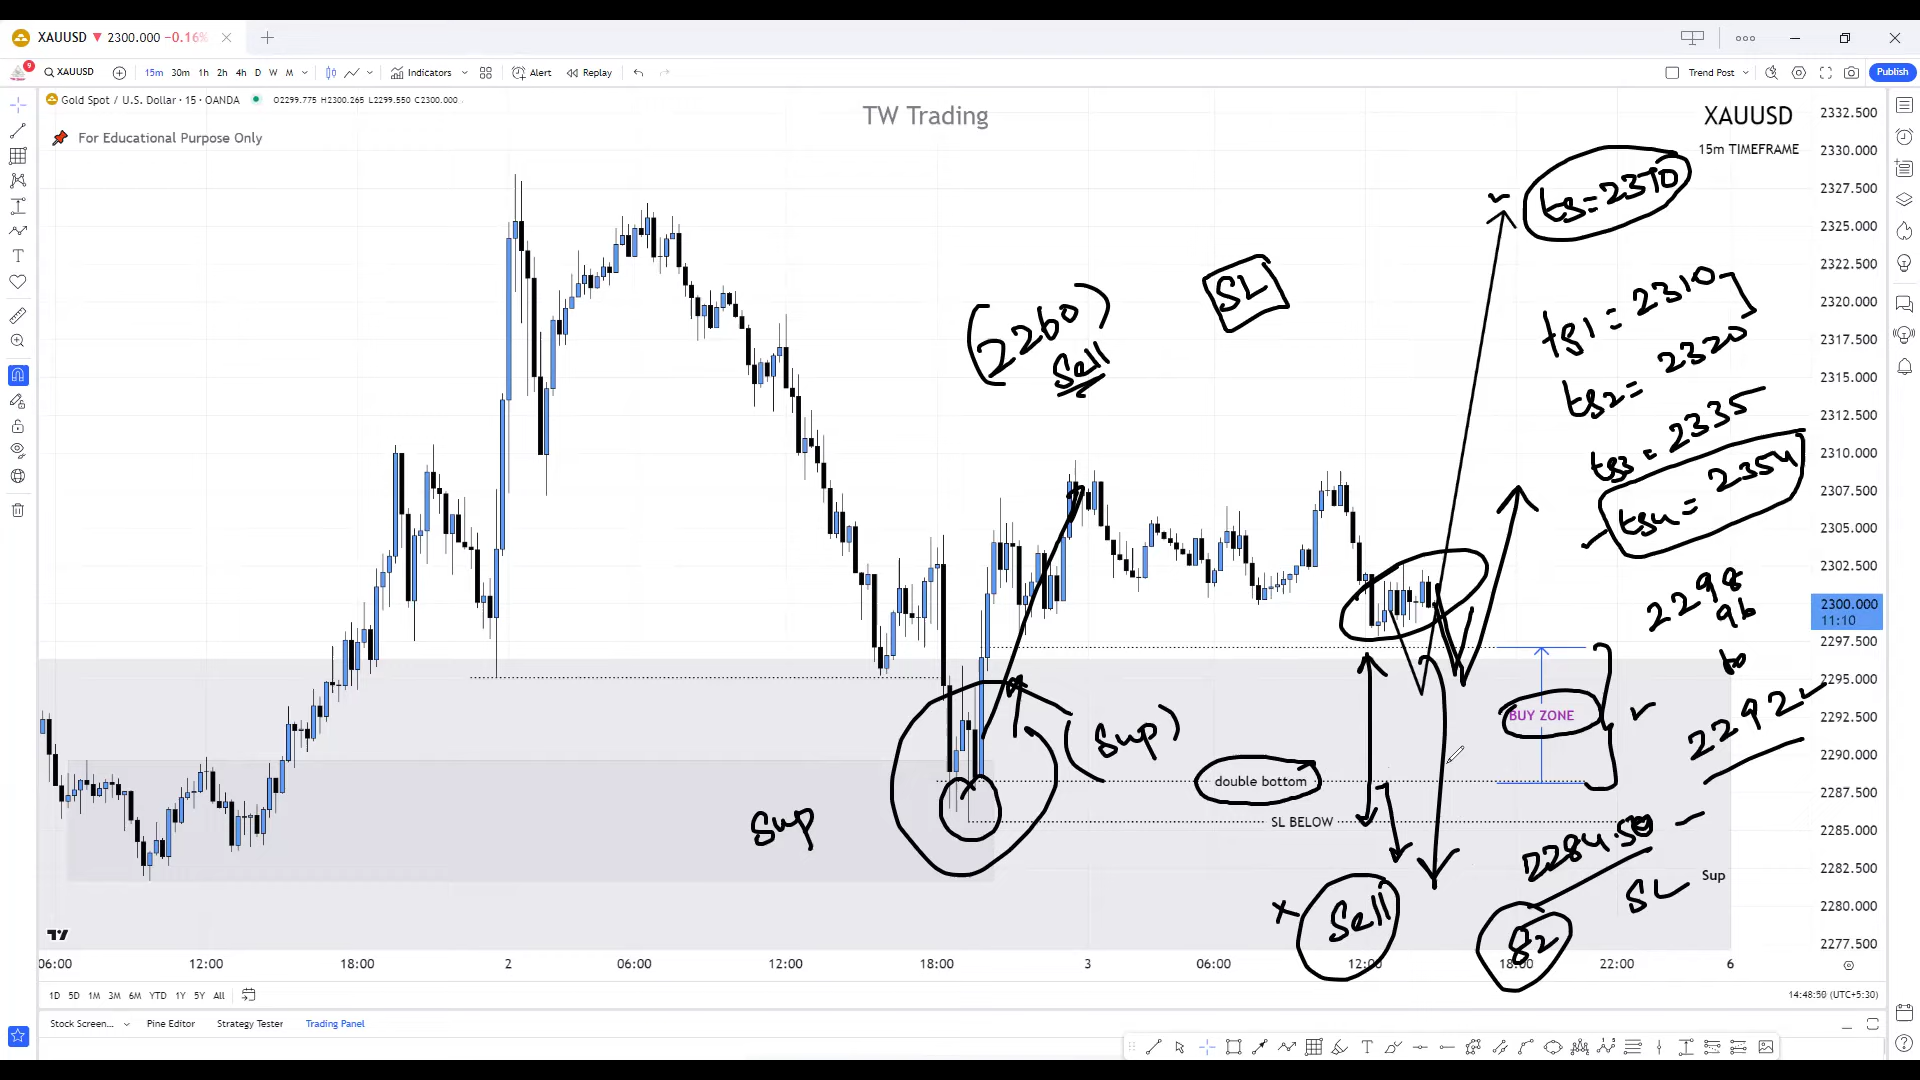 XAUUSD ▼ 2300.000 −0.16%
9 XAUUSD 15m 30m 1h 2h 4h D W M Indicators Alert Replay Trend Post Publish
Gold Spot / U.S. Dollar · 15 · OANDA O2299.775 H2300.265 L2299.550 C2300.000
For Educational Purpose Only
TW Trading
XAUUSD
15m TIMEFRAME
2332.500
2330.000
2327.500
2325.000
2322.500
2320.000
2317.500
2315.000
2312.500
2310.000
2307.500
2305.000
2302.500
2300.000
11:10
2297.500
2295.000
2292.500
2290.000
2287.500
2285.000
2282.500
2280.000
2277.500
(2260)
Sell
SL
tg1 = 2310
tg2 = 2320
tg3 = 2335
tg4 = 2354
2298
96
to
2292
BUY ZONE
(Sup)
double bottom
Sup
SL BELOW
2284.50
SL
Sup
Sell
82
06:00 12:00 18:00 2 06:00 12:00 18:00 3 06:00 12:00 18:00 22:00 6
1D 5D 1M 3M 6M YTD 1Y 5Y All
14:48:50 (UTC+5:30)
Stock Screen... Pine Editor Strategy Tester Trading Panel